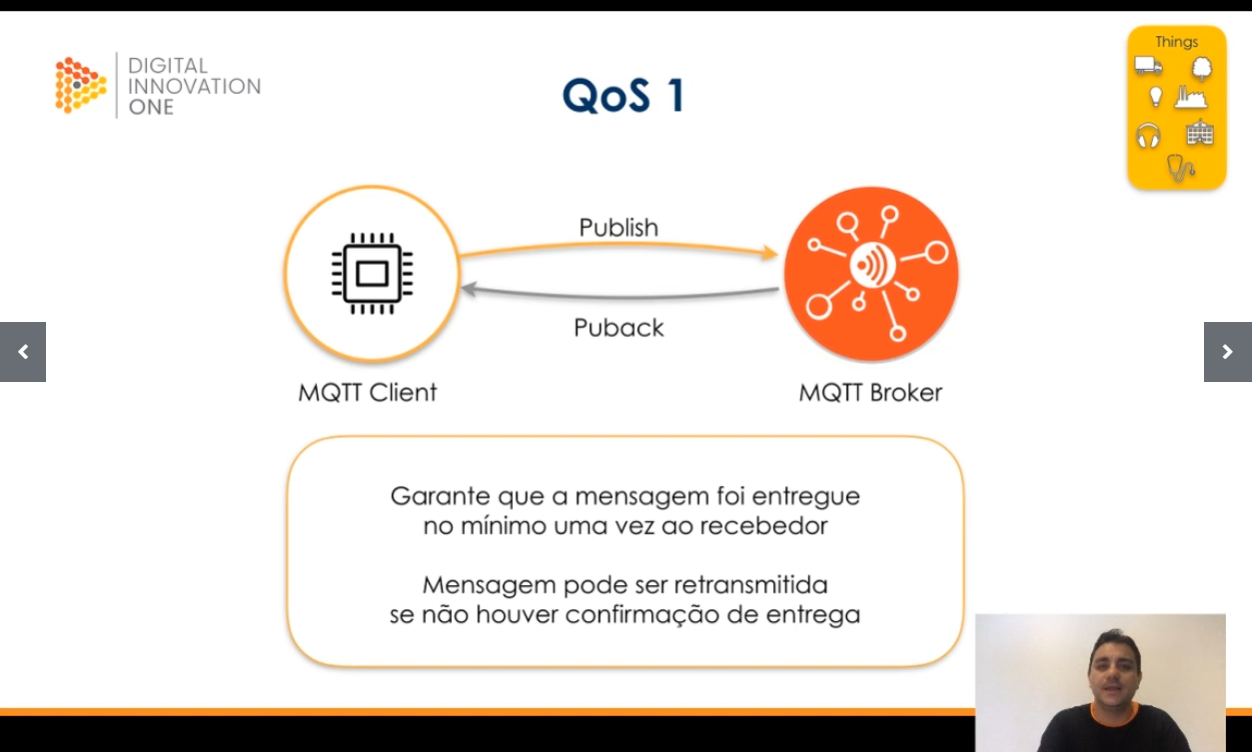 DIGITAL
INNOVATION
ONE
QoS 1
Things
Publish
Puback
MQTT Client
MQTT Broker
Garante que a mensagem foi entregue
no mínimo uma vez ao recebedor
Mensagem pode ser retransmitida
se não houver confirmação de entrega